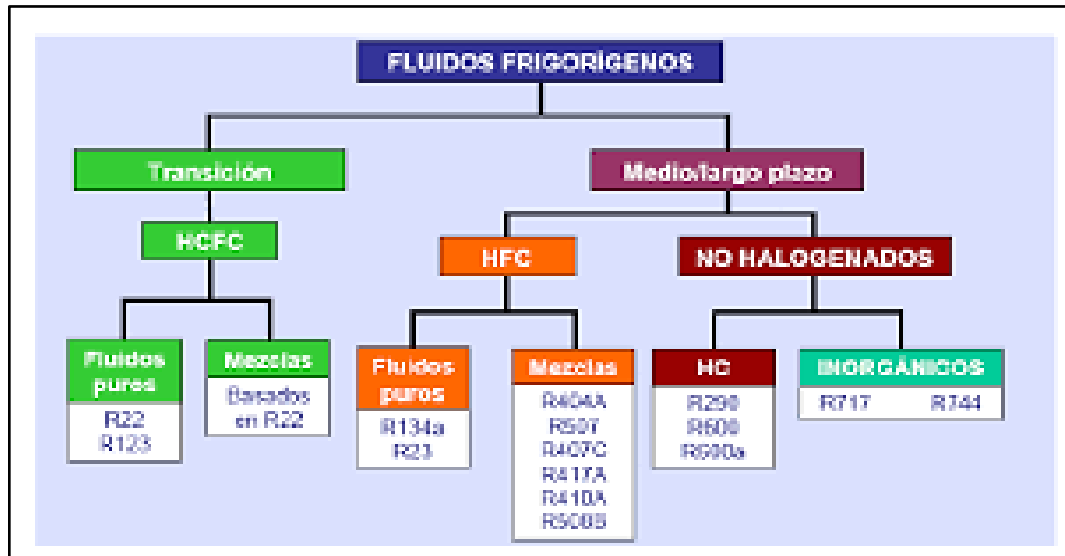 FLUIDOS FRIGORÍGENOS
Transición
Medio/largo plazo
HCFC
HFC
NO HALOGENADOS
Fluidos
puros
R22
R123
Mezclas
Basados
en R22
Fluidos
puros
R134a
R23
Mezclas
R404A
R507
R407C
R417A
R410A
R508B
HC
R290
R600
R600a
INORGÁNICOS
R717 R744